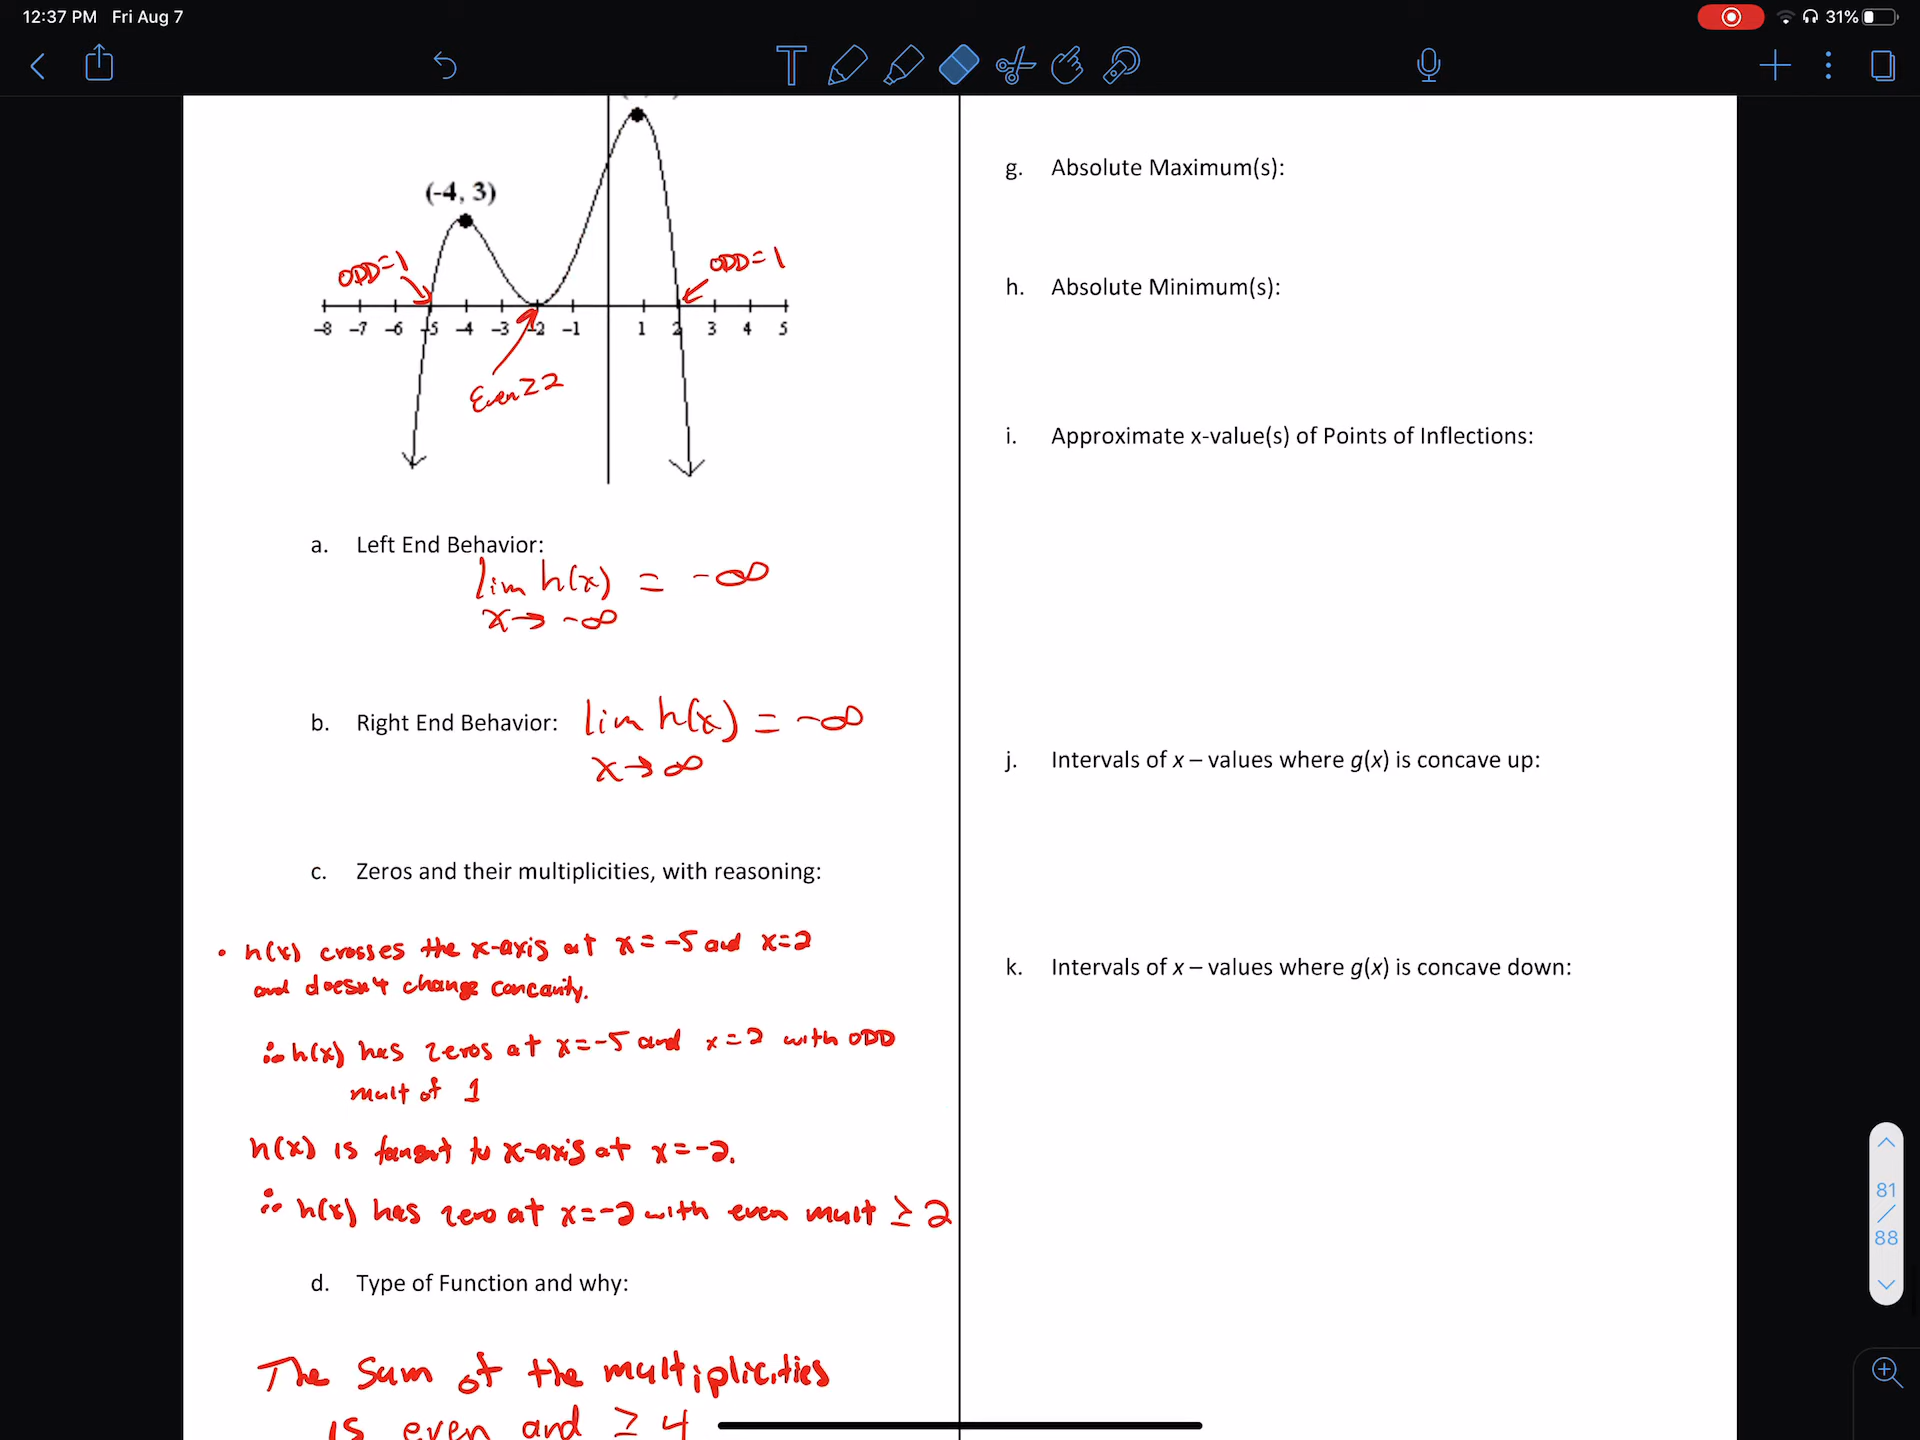 12:37 PM Fri Aug 7
31%
T
g. Absolute Maximum(s):
(-4, 3)
ODD=1
ODD=1
h. Absolute Minimum(s):
-8 -7 -6 -5 -4 -3 -2 -1 1 2 3 4 5
Even≥2
i. Approximate x-value(s) of Points of Inflections:
a. Left End Behavior:
lim h(x) = -∞
x→ -∞
b. Right End Behavior: lim h(x) = -∞
x→∞
j. Intervals of x – values where g(x) is concave up:
c. Zeros and their multiplicities, with reasoning:
• h(x) crosses the x-axis at x=-5 and x=2
and doesn't change concavity.
k. Intervals of x – values where g(x) is concave down:
∴ h(x) has zeros at x=-5 and x=2 with ODD
mult of 1
h(x) is tangent to x-axis at x=-2.
∴ h(x) has zero at x=-2 with even mult ≥ 2
81
/
88
d. Type of Function and why:
The sum of the multiplicities
is even and ≥ 4